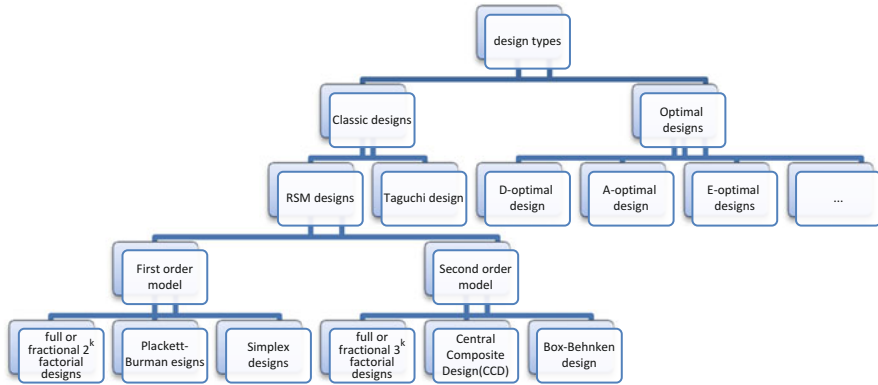 design types
Classic designs
Optimal
designs
RSM designs
Taguchi design
D-optimal
design
A-optimal
design
E-optimal
designs
...
First order
model
Second order
model
full or
fractional 2^k
factorial
designs
Plackett-
Burman esigns
Simplex
designs
full or
fractional 3^k
factorial
designs
Central
Composite
Design(CCD)
Box-Behnken
design